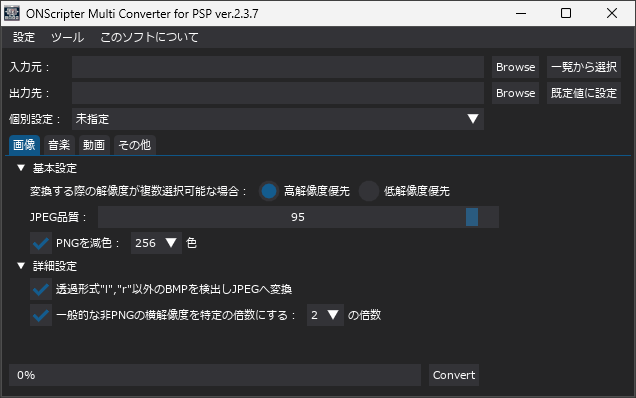 ONScripter Multi Converter for PSP ver.2.3.7
設定 ツール このソフトについて
入力元： Browse 一覧から選択
出力先： Browse 既定値に設定
個別設定： 未指定
画像 音楽 動画 その他
基本設定
変換する際の解像度が複数選択可能な場合： 高解像度優先 低解像度優先
JPEG品質： 95
PNGを減色： 256 色
詳細設定
透過形式"l","r"以外のBMPを検出しJPEGへ変換
一般的な非PNGの横解像度を特定の倍数にする： 2 の倍数
0% Convert